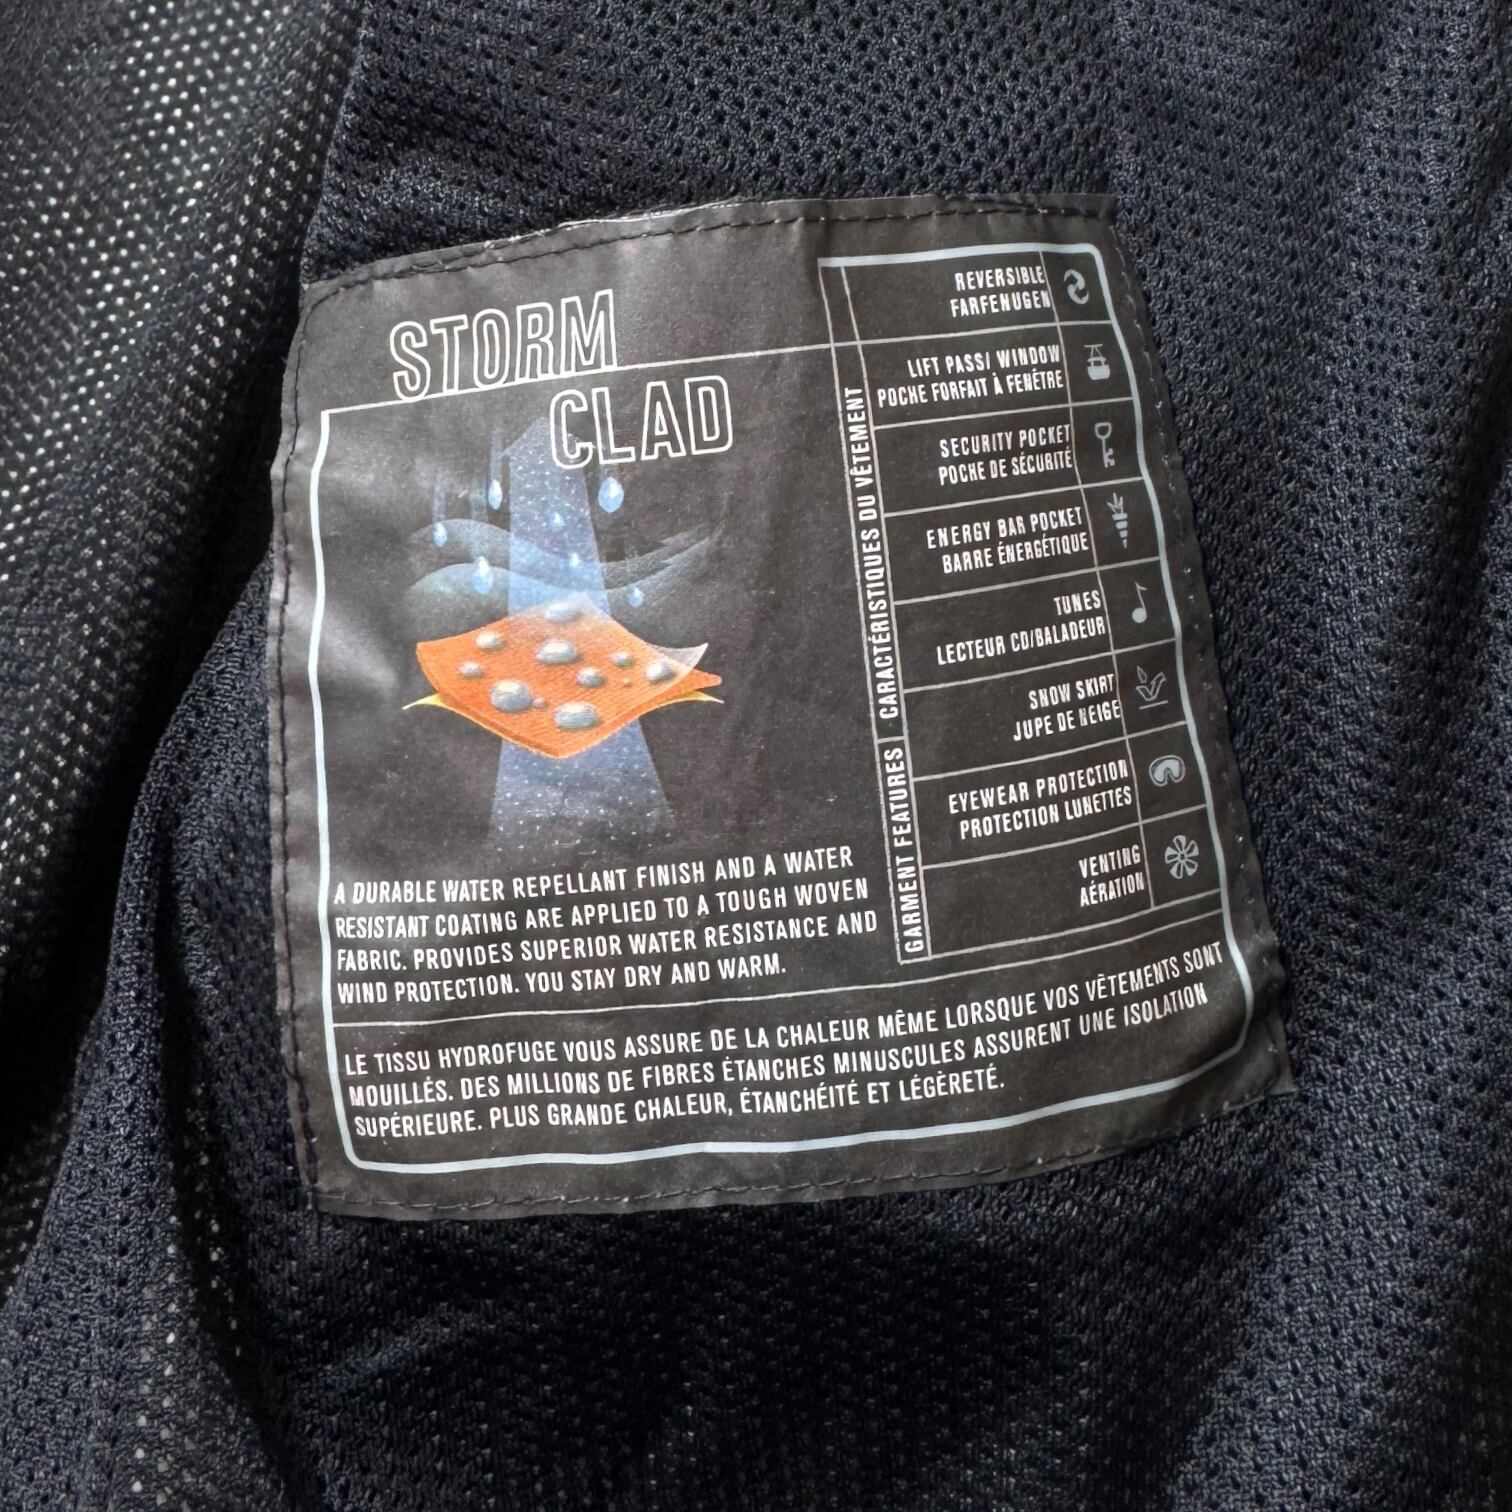 STORM
CLAD
A DURABLE WATER REPELLANT FINISH AND A WATER
RESISTANT COATING ARE APPLIED TO A TOUGH WOVEN
FABRIC. PROVIDES SUPERIOR WATER RESISTANCE AND
WIND PROTECTION. YOU STAY DRY AND WARM.
GARMENT FEATURES
CARACTÉRISTIQUES DU VÊTEMENT
REVERSIBLE
FARFENUGEN
LIFT PASS/ WINDOW
POCHE FORFAIT À FENÊTRE
SECURITY POCKET
POCHE DE SÉCURITÉ
ENERGY BAR POCKET
BARRE ÉNERGÉTIQUE
TUNES
LECTEUR CD/BALADEUR
SNOW SKIRT
JUPE DE NEIGE
EYEWEAR PROTECTION
PROTECTION LUNETTES
VENTING
AÉRATION
LE TISSU HYDROFUGE VOUS ASSURE DE LA CHALEUR MÊME LORSQUE VOS VÊTEMENTS SONT
MOUILLÉS. DES MILLIONS DE FIBRES ÉTANCHES MINUSCULES ASSURENT UNE ISOLATION
SUPÉRIEURE. PLUS GRANDE CHALEUR, ÉTANCHÉITÉ ET LÉGÈRETÉ.